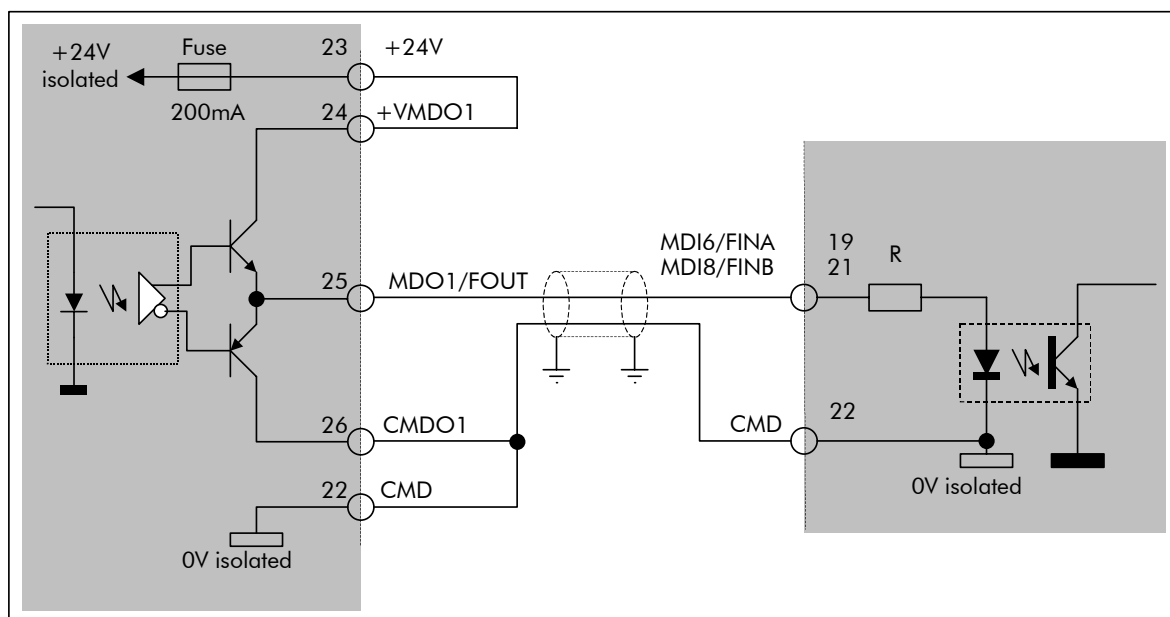 +24V
isolated
Fuse
200mA
23
+24V
24
+VMDO1
25
MDO1/FOUT
26
CMDO1
22
CMD
0V isolated
MDI6/FINA
MDI8/FINB
19
21
R
CMD
22
0V isolated